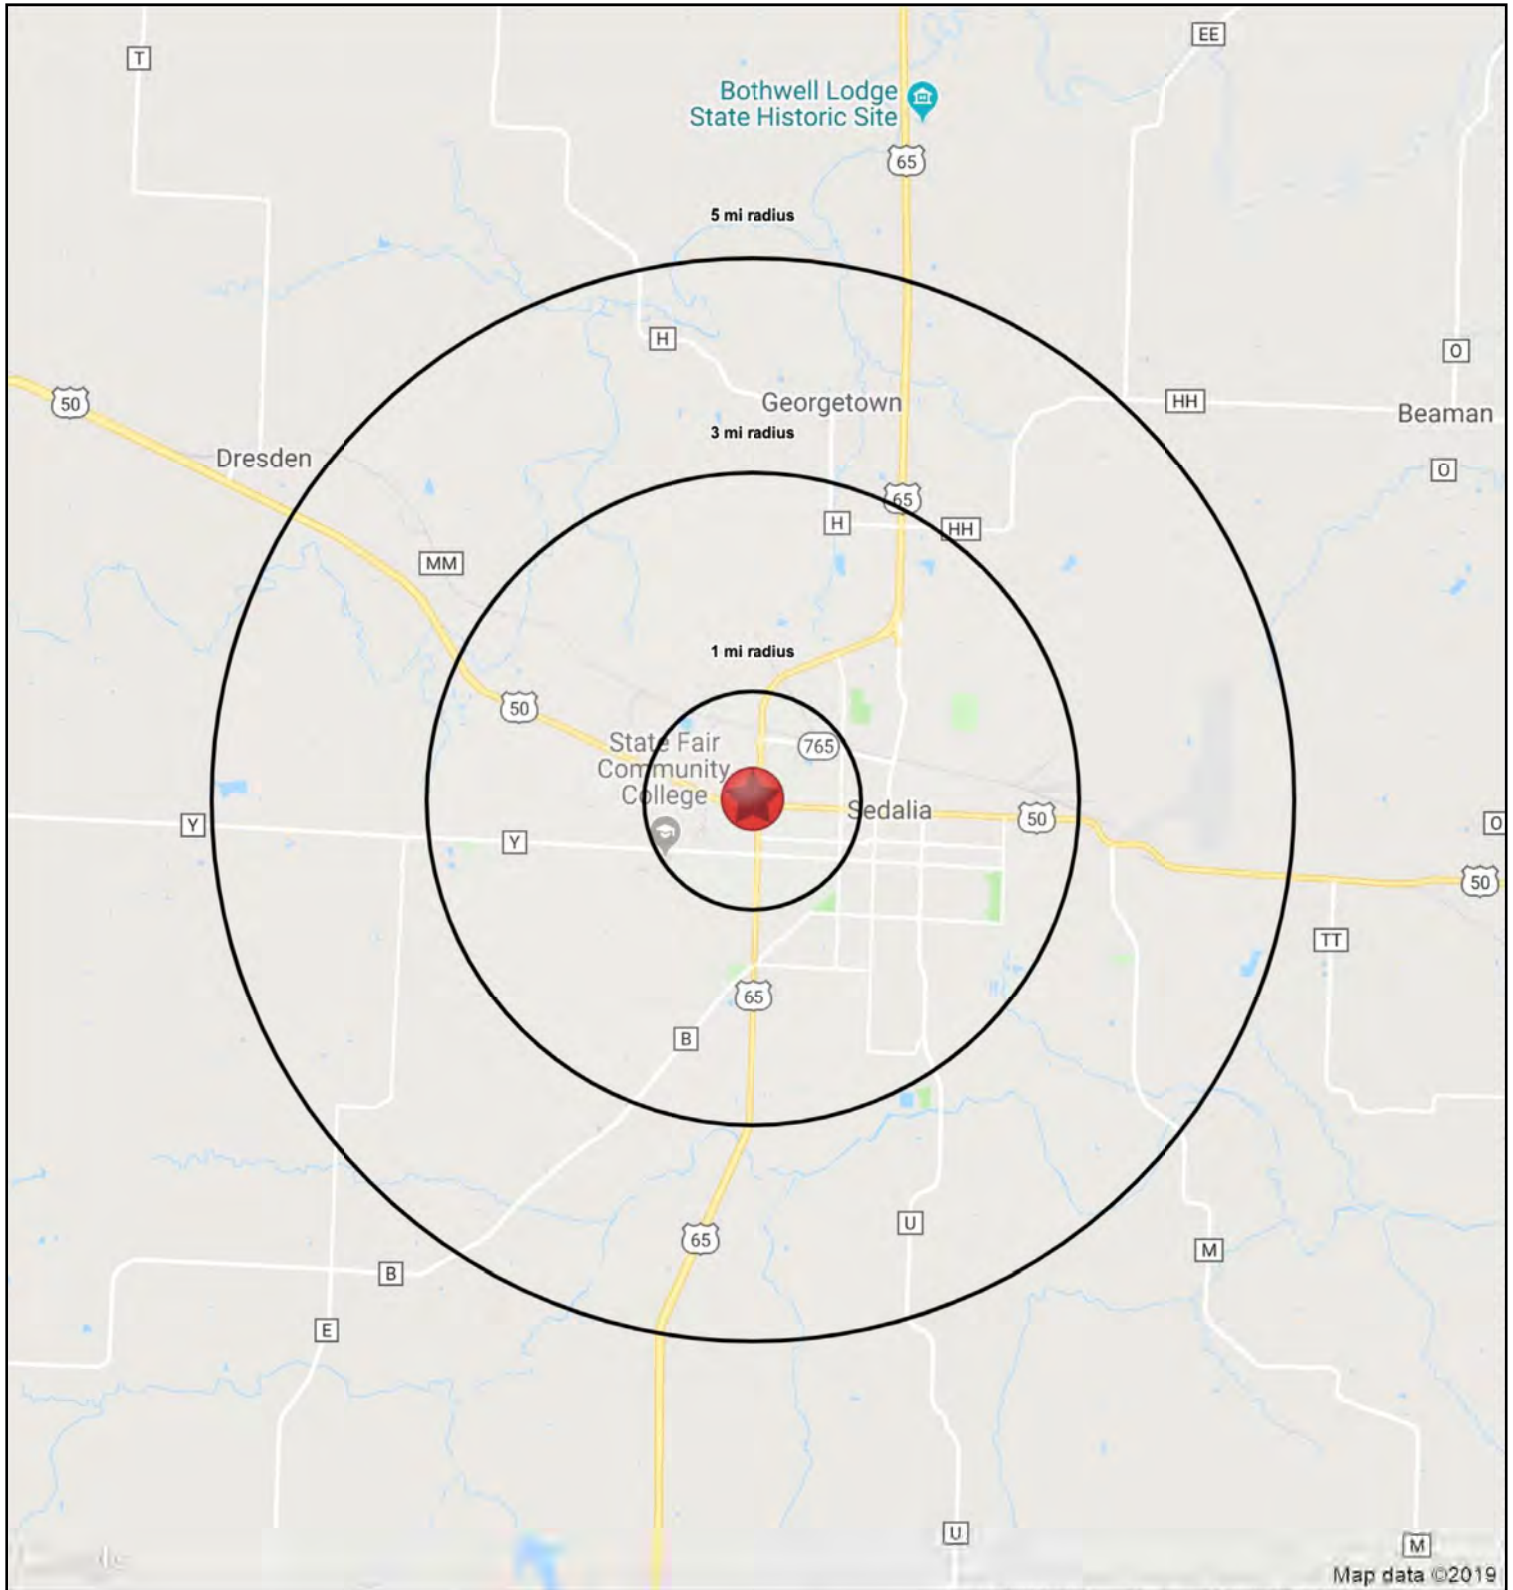 EE
T
Bothwell Lodge
State Historic Site
65
5 mi radius
H
O
50
HH
Georgetown
Beaman
3 mi radius
Dresden
O
65
H
HH
MM
1 mi radius
50
State Fair
Community
College
765
Sedalia
50
Y
O
Y
50
TT
65
B
U
65
M
B
E
U
M
Map data ©2019